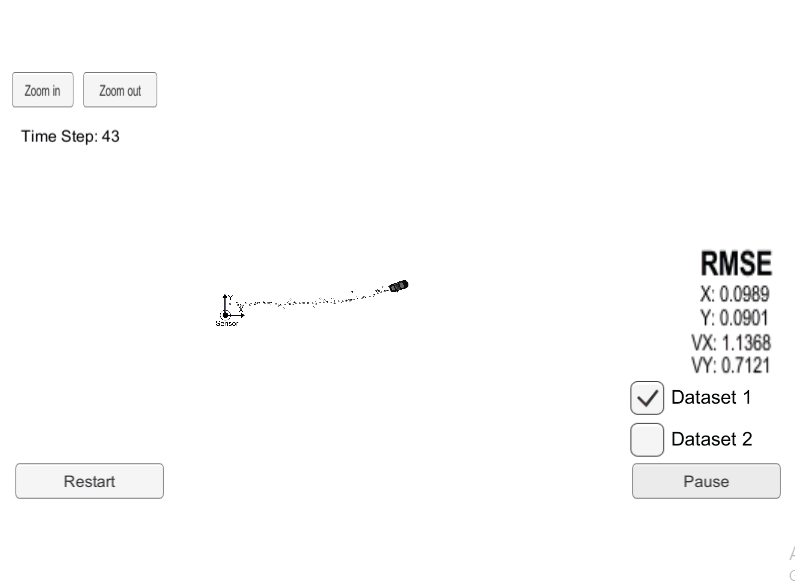 Zoom in
Zoom out
Time Step: 43
RMSE
X: 0.0989
Y: 0.0901
VX: 1.1368
VY: 0.7121
Y
X
Sensor
Dataset 1
Dataset 2
Restart
Pause